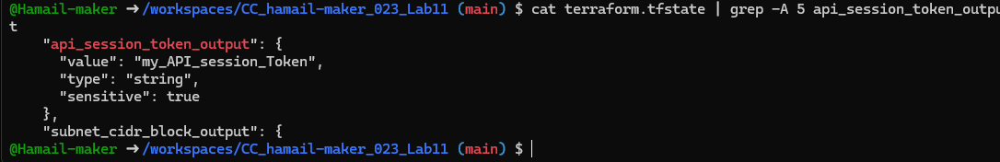 @Hamail-maker ➜ /workspaces/CC_hamail-maker_023_Lab11 (main) $ cat terraform.tfstate | grep -A 5 api_session_token_outpu
t
    "api_session_token_output": {
      "value": "my_API_session_Token",
      "type": "string",
      "sensitive": true
    },
    "subnet_cidr_block_output": {
@Hamail-maker ➜ /workspaces/CC_hamail-maker_023_Lab11 (main) $